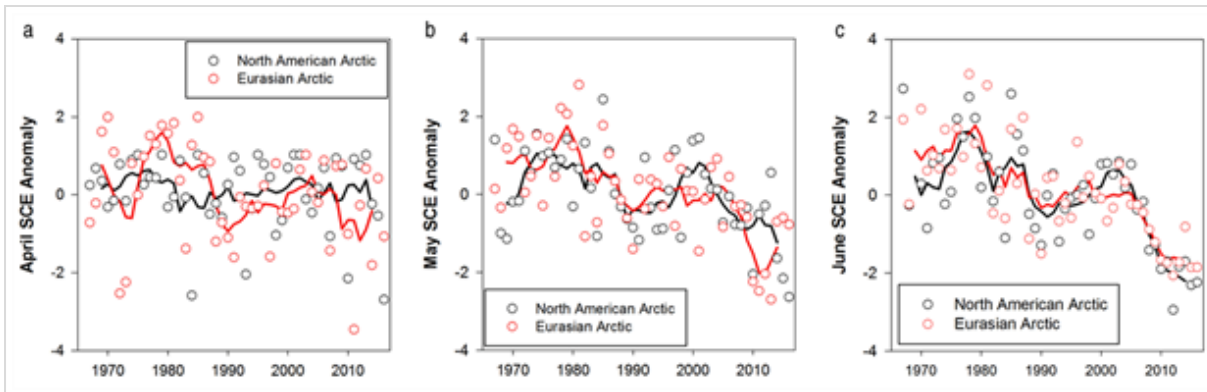 a
4
2
0
-2
-4
April SCE Anomaly
North American Arctic
Eurasian Arctic
1970 1980 1990 2000 2010
b
4
2
0
-2
-4
May SCE Anomaly
North American Arctic
Eurasian Arctic
1970 1980 1990 2000 2010
c
4
2
0
-2
-4
June SCE Anomaly
North American Arctic
Eurasian Arctic
1970 1980 1990 2000 2010